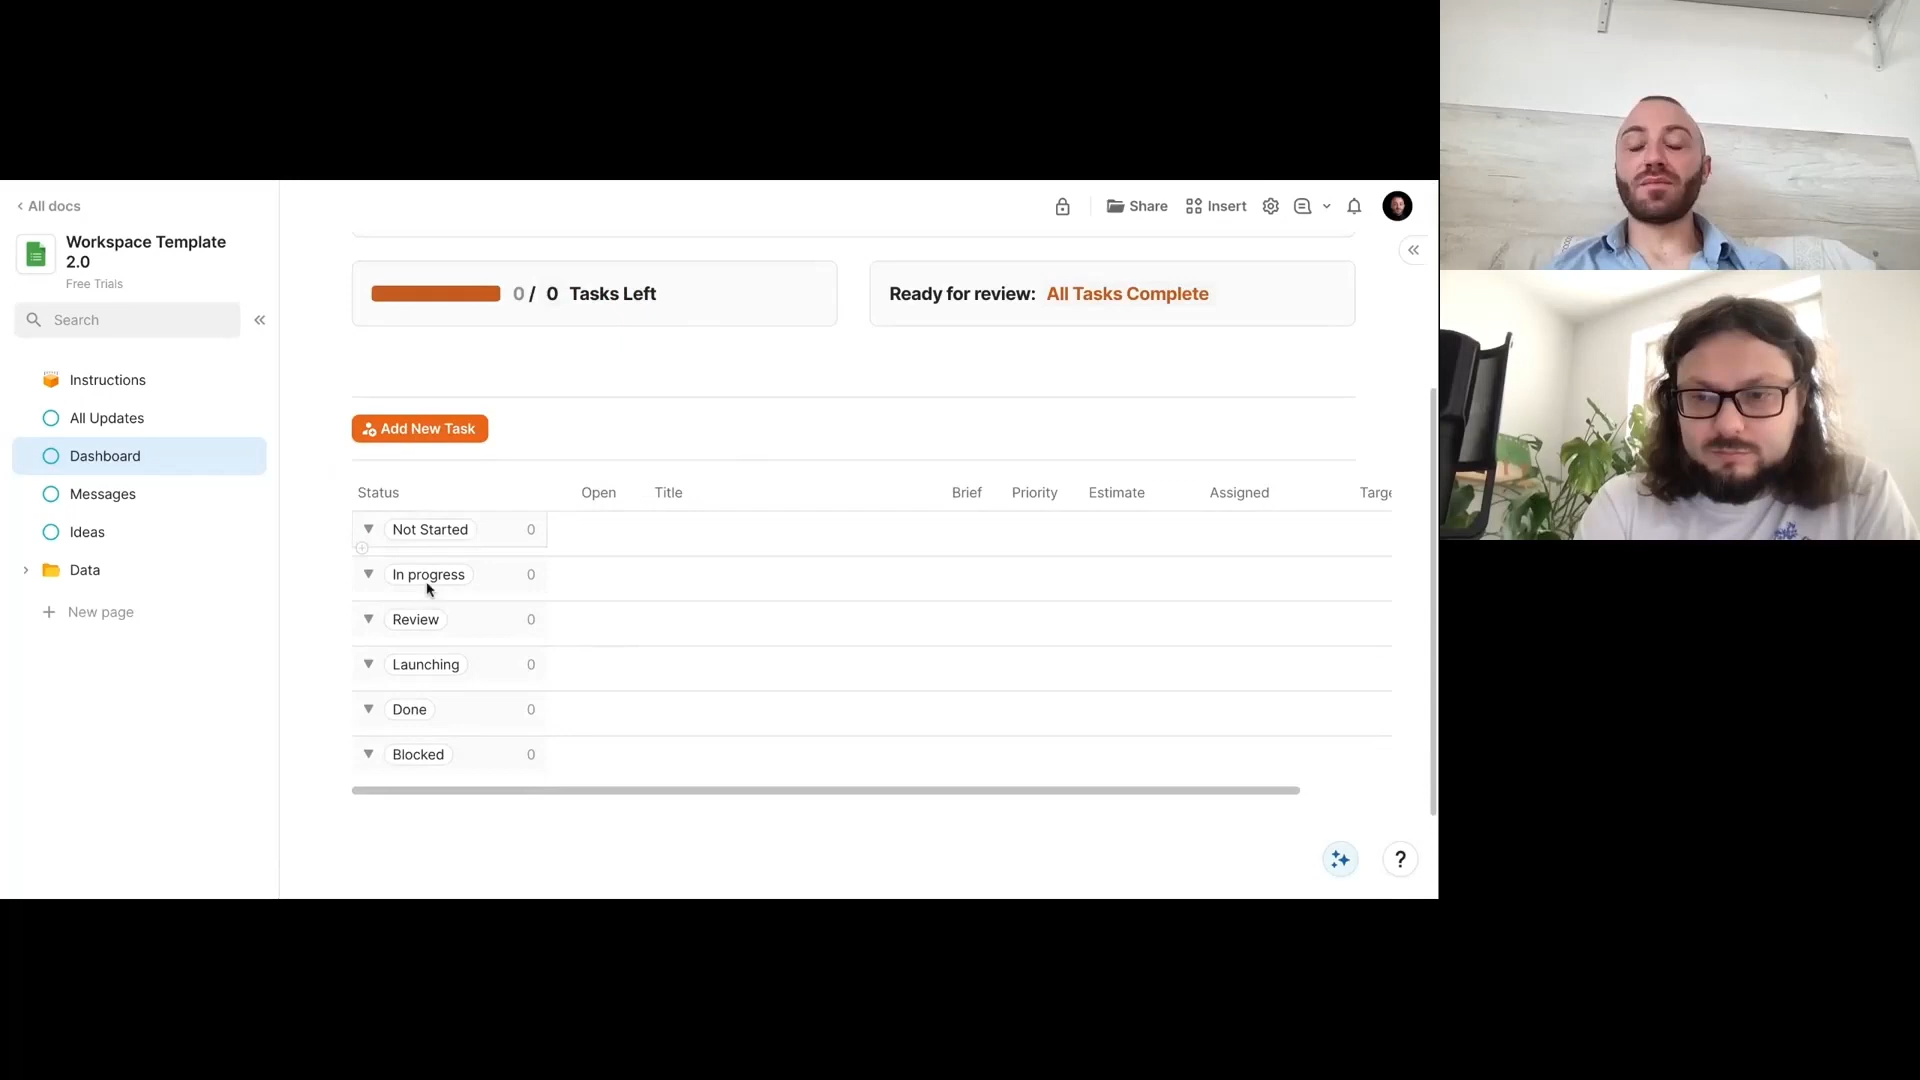 All docs
Workspace Template
2.0
Free Trials
Search
Instructions
All Updates
Dashboard
Messages
Ideas
Data
New page
Share
Insert
0 / 0 Tasks Left
Ready for review: All Tasks Complete
Add New Task
Status Open Title Brief Priority Estimate Assigned Targe
Not Started 0
In progress 0
Review 0
Launching 0
Done 0
Blocked 0
?